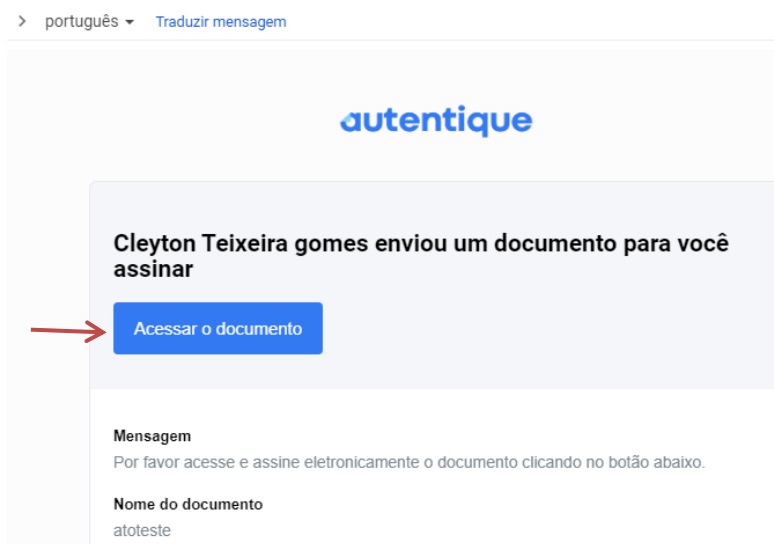 português Traduzir mensagem
autentique
Cleyton Teixeira gomes enviou um documento para você
assinar
Acessar o documento
Mensagem
Por favor acesse e assine eletronicamente o documento clicando no botão abaixo.
Nome do documento
atoteste